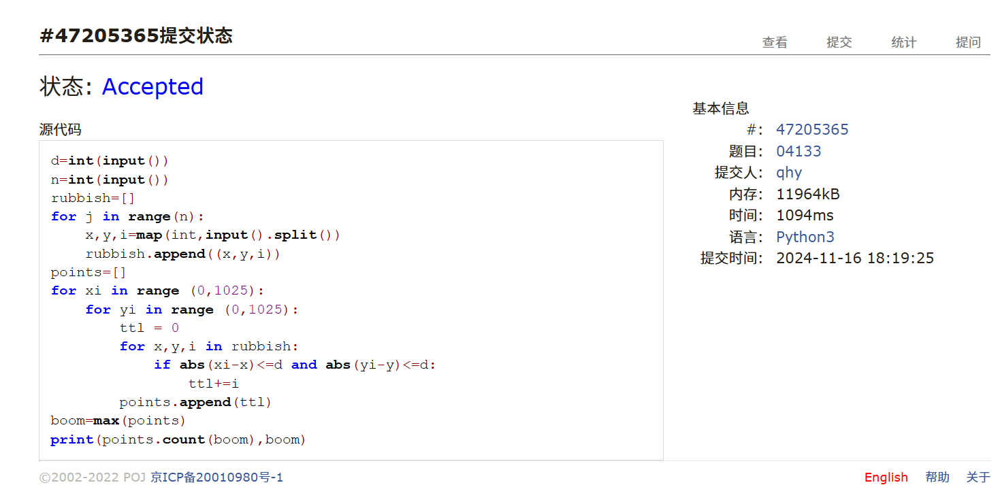 #47205365提交状态
查看 提交 统计 提问
状态: Accepted
源代码
d=int(input())
n=int(input())
rubbish=[]
for j in range(n):
    x,y,i=map(int,input().split())
    rubbish.append((x,y,i))
points=[]
for xi in range (0,1025):
    for yi in range (0,1025):
        ttl = 0
        for x,y,i in rubbish:
            if abs(xi-x)<=d and abs(yi-y)<=d:
                ttl+=i
        points.append(ttl)
boom=max(points)
print(points.count(boom),boom)
基本信息
#: 47205365
题目: 04133
提交人: qhy
内存: 11964kB
时间: 1094ms
语言: Python3
提交时间: 2024-11-16 18:19:25
©2002-2022 POJ 京ICP备20010980号-1
English 帮助 关于